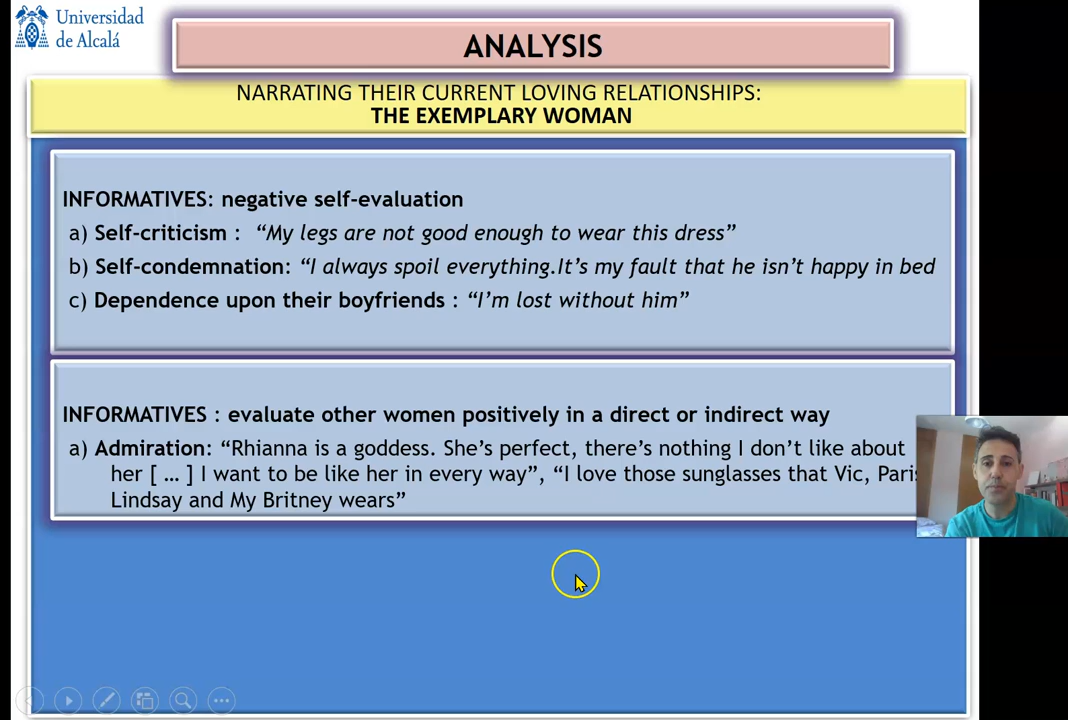 Universidad
de Alcalá
ANALYSIS
NARRATING THEIR CURRENT LOVING RELATIONSHIPS:
THE EXEMPLARY WOMAN
INFORMATIVES: negative self-evaluation
a) Self-criticism : “My legs are not good enough to wear this dress”
b) Self-condemnation: “I always spoil everything.It’s my fault that he isn’t happy in bed
c) Dependence upon their boyfriends : “I’m lost without him”
INFORMATIVES : evaluate other women positively in a direct or indirect way
a) Admiration: “Rhianna is a goddess. She’s perfect, there’s nothing I don’t like about
her [ … ] I want to be like her in every way”, “I love those sunglasses that Vic, Paris
Lindsay and My Britney wears”